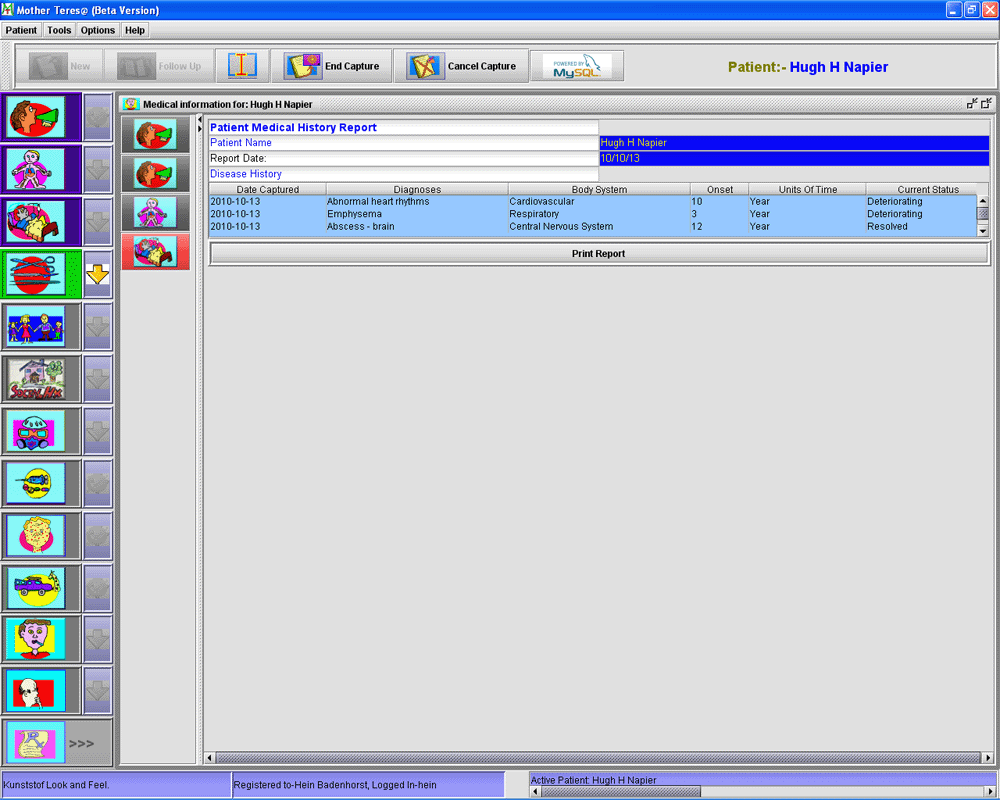 Mother Teres@ (Beta Version)
Patient Tools Options Help
New Follow Up End Capture Cancel Capture POWERED BY MySQL Patient:- Hugh H Napier
Medical information for: Hugh H Napier
Patient Medical History Report
Patient Name Hugh H Napier
Report Date: 10/10/13
Disease History
Date Captured Diagnoses Body System Onset Units Of Time Current Status
2010-10-13 Abnormal heart rhythms Cardiovascular 10 Year Deteriorating
2010-10-13 Emphysema Respiratory 3 Year Deteriorating
2010-10-13 Abscess - brain Central Nervous System 12 Year Resolved
Print Report
Social Hx
R
>>>
Kunststof Look and Feel. Registered to-Hein Badenhorst, Logged In-hein Active Patient: Hugh H Napier